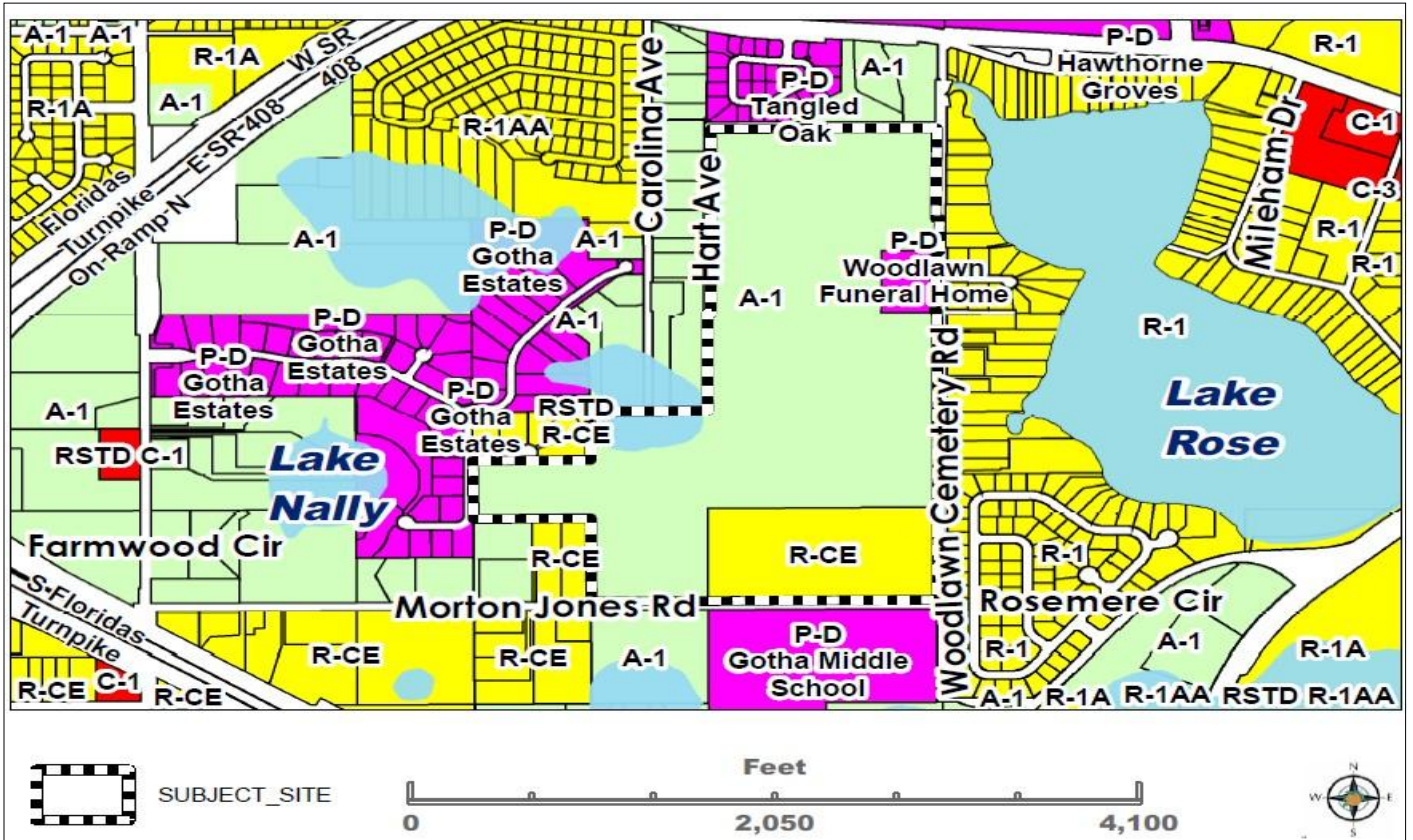 A-1
A-1
R-1A
W SR
408
R-1A
A-1
E-SR-408
R-1AA
Carolina Ave
P-D
Tangled
Oak
A-1
P-D
Hawthorne
Groves
R-1
C-1
Mileham Dr
C-3
R-1
R-1
Floridas
Turnpike
On-Ramp N
A-1
P-D
Gotha
Estates
A-1
Hart Ave
A-1
P-D
Woodlawn
Funeral Home
R-1
P-D
Gotha
Estates
A-1
P-D
Gotha
Estates
P-D
Gotha
Estates
RSTD
R-CE
Woodlawn-Cemetery Rd
Lake
Rose
A-1
RSTD C-1
Lake
Nally
Farmwood Cir
R-CE
R-CE
R-1
S-Floridas
Turnpike
Morton Jones Rd
Rosemere Cir
R-CE
R-CE
A-1
P-D
Gotha Middle
School
R-1
A-1
R-1A
R-CE
C-1
R-CE
A-1
R-1A
R-1AA
RSTD R-1AA
SUBJECT_SITE
Feet
0
2,050
4,100
N
W
E
S